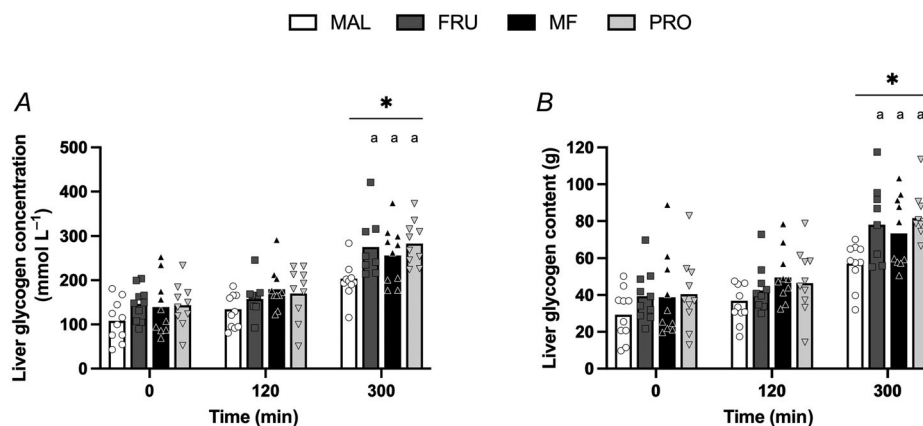 MAL FRU MF PRO
A
B
*
*
a a a
a a a
Liver glycogen concentration
(mmol L⁻¹)
500
400
300
200
100
0
0 120 300
Time (min)
Liver glycogen content (g)
120
100
80
60
40
20
0
0 120 300
Time (min)